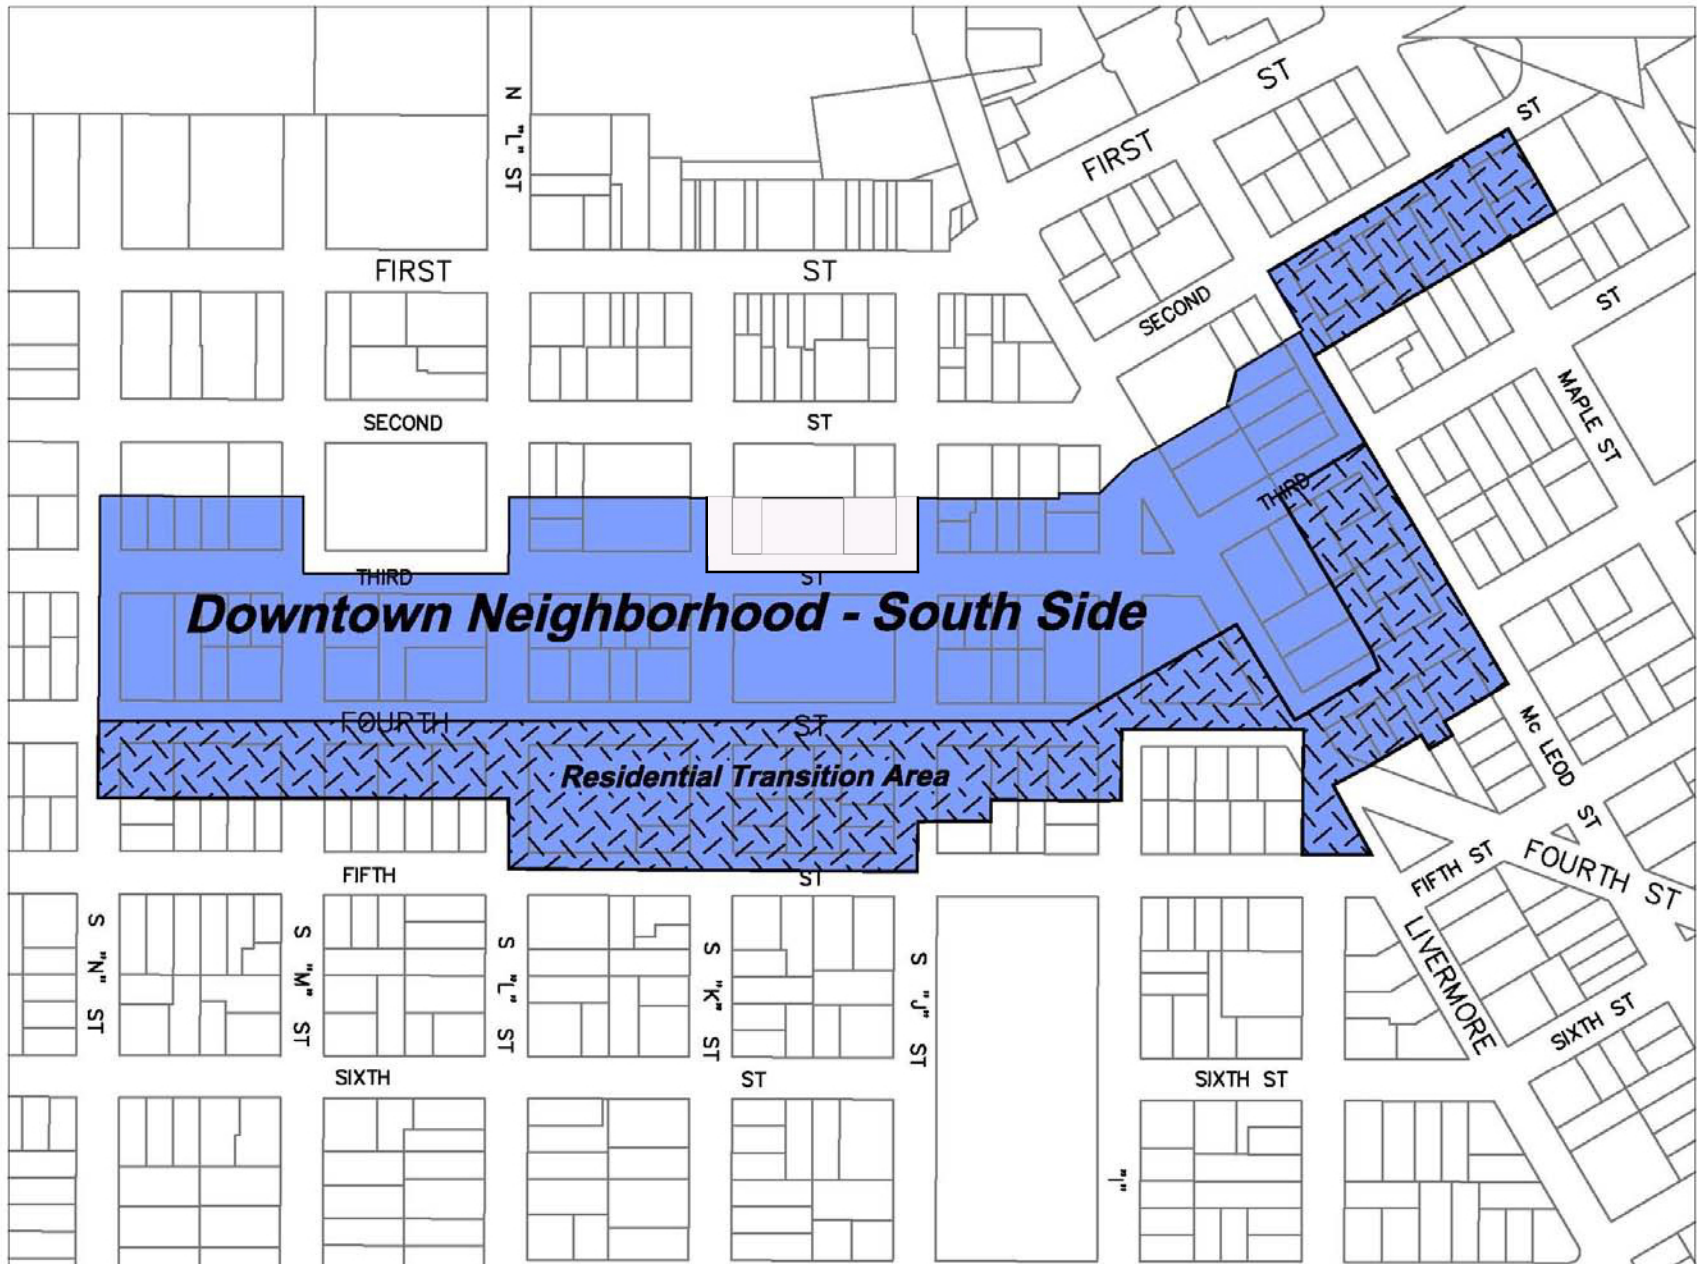 N "L" ST
FIRST ST
ST
FIRST ST
SECOND
ST
SECOND ST
MAPLE ST
THIRD
THIRD ST
Downtown Neighborhood - South Side
FOURTH ST
Residential Transition Area
Mc LEOD ST
FIFTH ST
FIFTH ST
FOURTH ST
LIVERMORE
S "N" ST
S "M" ST
S "L" ST
S "K" ST
S "J" ST
SIXTH ST
SIXTH ST
SIXTH ST
"I"